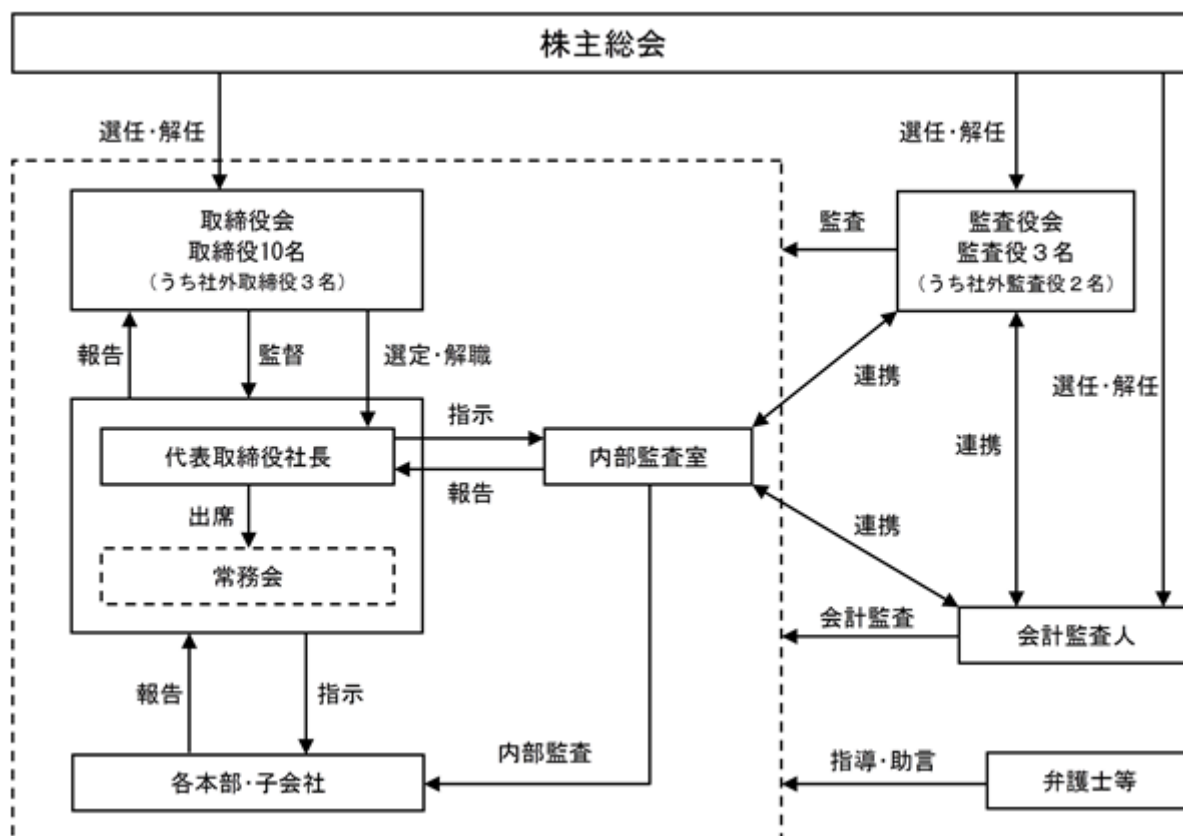 株主総会
選任・解任
選任・解任
取締役会
取締役10名
（うち社外取締役３名）
監査
監査役会
監査役３名
（うち社外監査役２名）
報告
監督
選定・解職
連携
選任・解任
代表取締役社長
指示
報告
内部監査室
連携
出席
連携
常務会
会計監査
会計監査人
報告
指示
内部監査
指導・助言
各本部・子会社
弁護士等